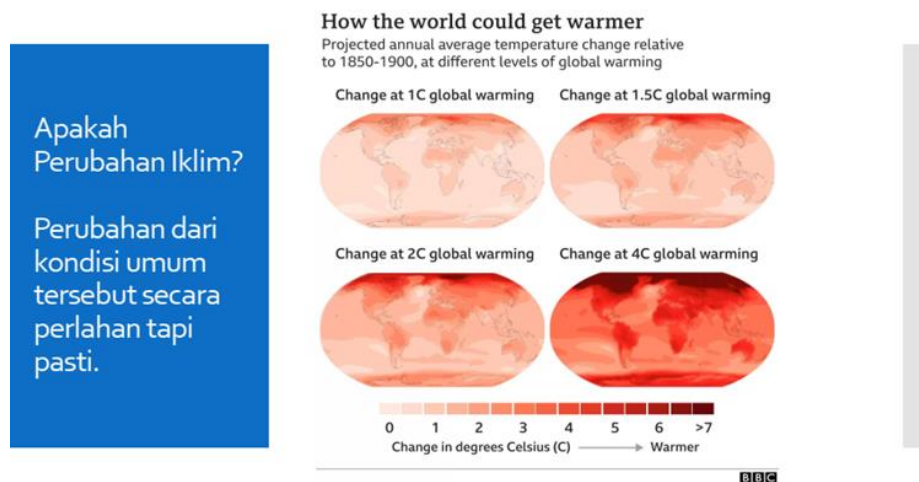 Apakah
Perubahan Iklim?
Perubahan dari
kondisi umum
tersebut secara
perlahan tapi
pasti.
How the world could get warmer
Projected annual average temperature change relative
to 1850-1900, at different levels of global warming
Change at 1C global warming
Change at 1.5C global warming
Change at 2C global warming
Change at 4C global warming
0 1 2 3 4 5 6 >7
Change in degrees Celsius (C) Warmer
BBC